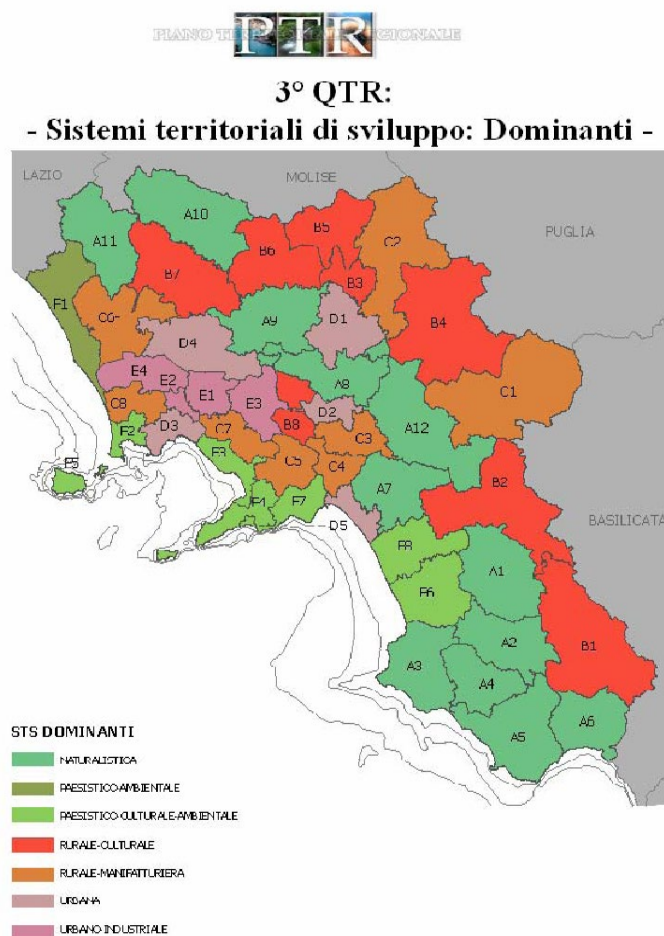 PIANO TERRITORIALE REGIONALE
PTR
3° QTR:
- Sistemi territoriali di sviluppo: Dominanti -
LAZIO
MOLISE
PUGLIA
BASILICATA
A10
A11
B5
B6
C2
B7
B3
F1
C6
A9
D1
B4
D4
E4
E2
E1
E3
A8
C1
C8
D2
B8
A12
F2
D3
C7
C3
F3
C5
C4
F5
A7
B2
F4
F7
D5
F8
A1
F6
A2
B1
A3
A4
A5
A6
STS DOMINANTI
NATURALISTICA
PAESISTICO-AMBIENTALE
PAESISTICO-CULTURALE-AMBIENTALE
RURALE-CULTURALE
RURALE-MANIFATTURIERA
URBANA
URBANO INDUSTRIALE